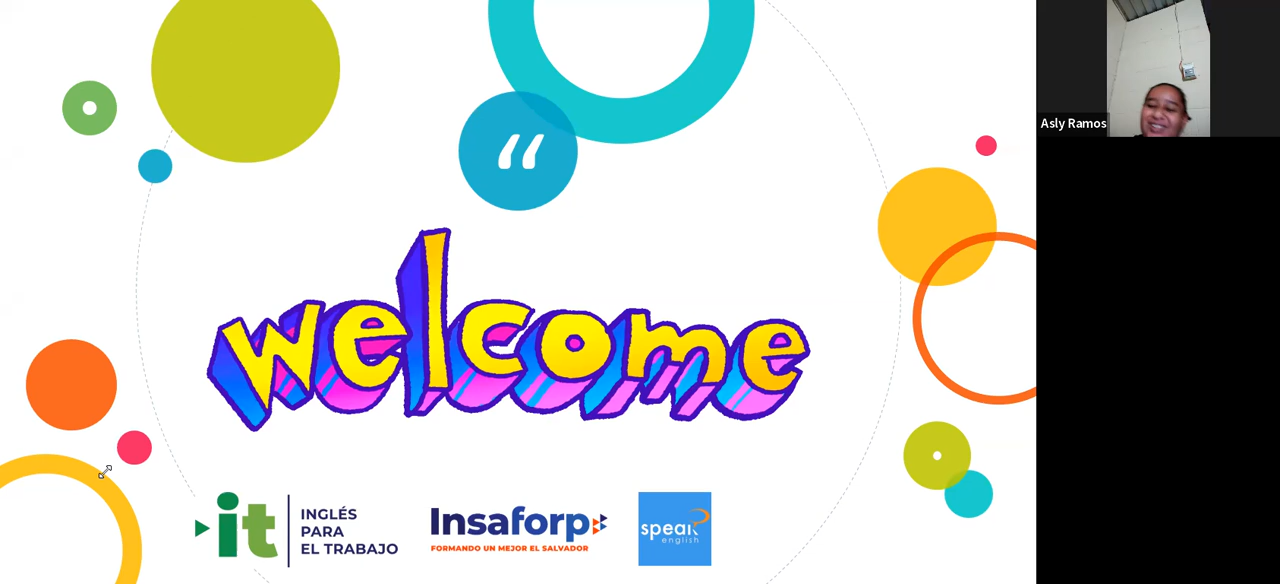 “
welcome
it
INGLÉS
PARA
EL TRABAJO
Insaforp
FORMANDO UN MEJOR EL SALVADOR
speak
english
Asly Ramos